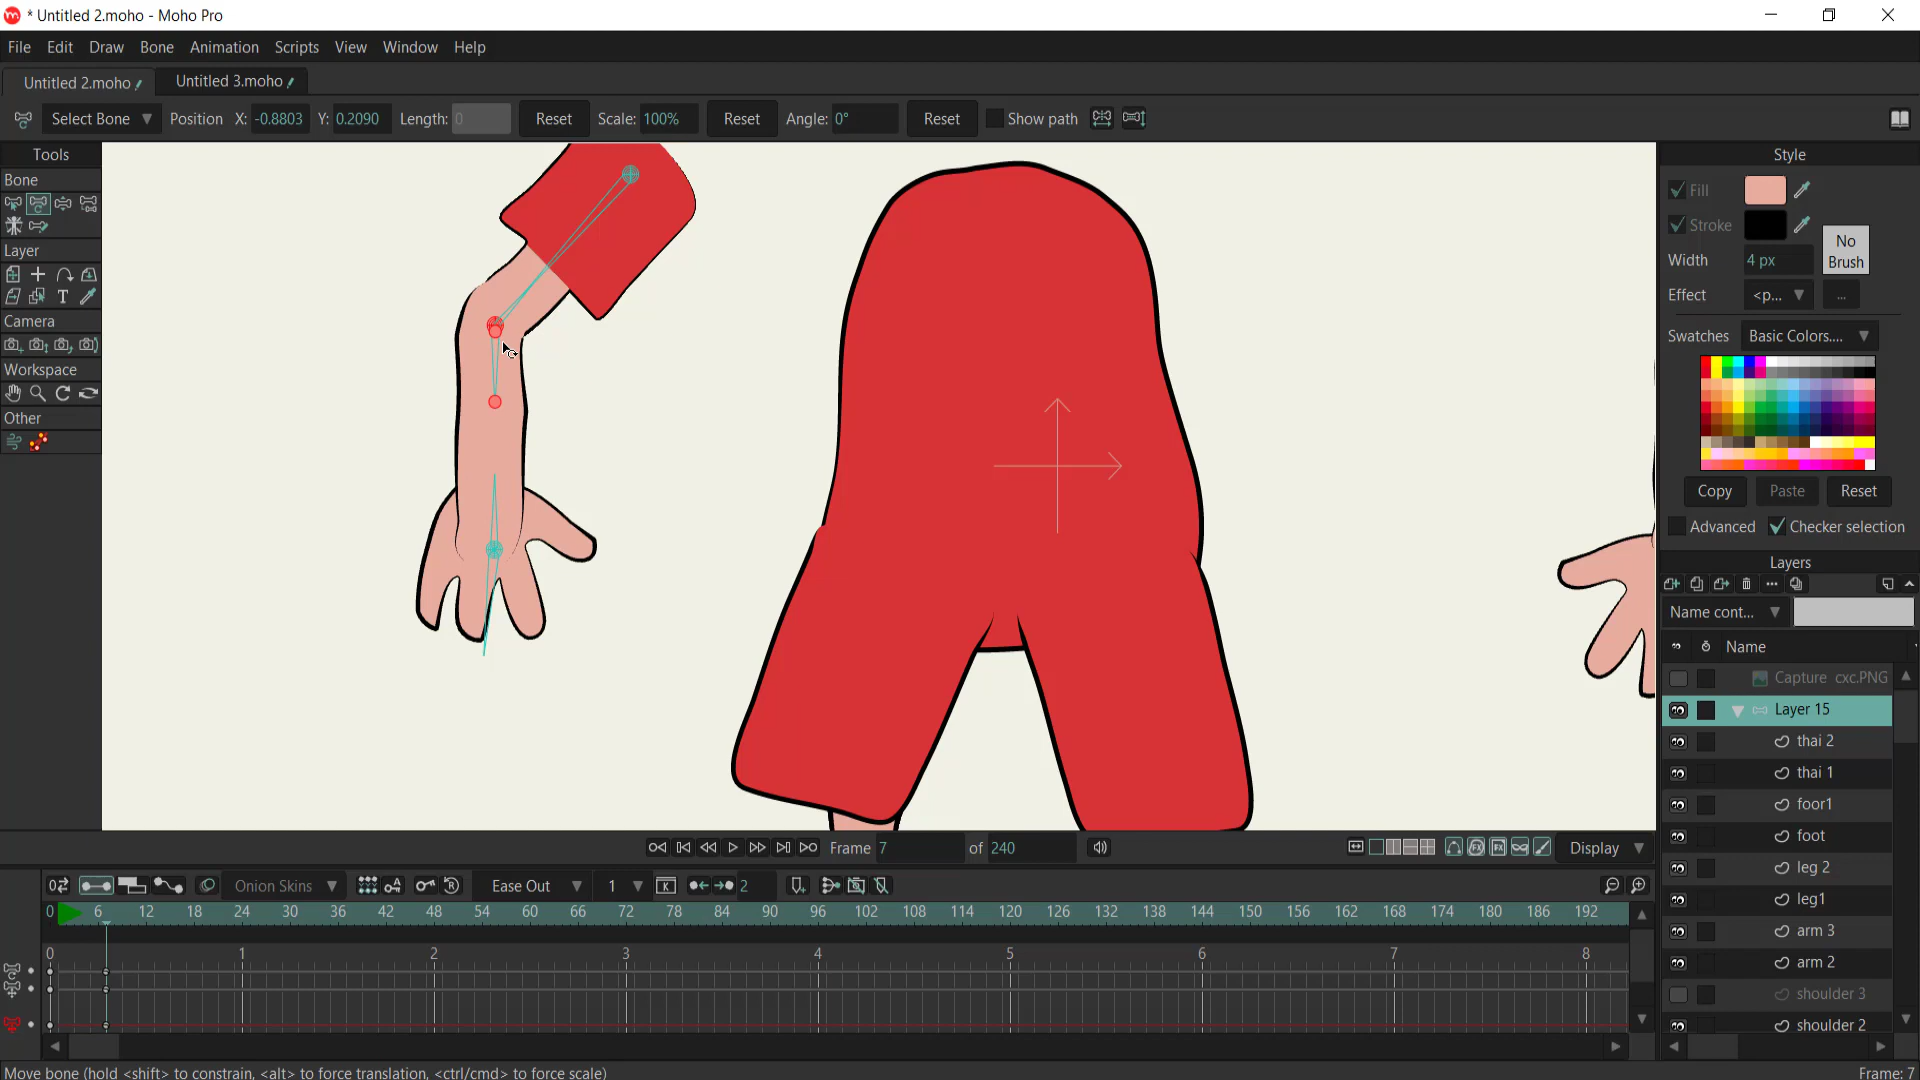 * Untitled 2.moho - Moho Pro
File Edit Draw Bone Animation Scripts View Window Help
Untitled 2.moho Untitled 3.moho
Select Bone Position X: -0.8803 Y: 0.2090 Length: 0 Reset Scale: 100% Reset Angle: 0° Reset Show path
Tools
Bone
Layer
T
Camera
Workspace
Other
Style
Fill
Stroke
No Brush
Width 4 px
Effect <p... ...
Swatches Basic Colors....
Copy Paste Reset
Advanced Checker selection
Layers
Name cont...
Name
Capture cxc.PNG
Layer 15
thai 2
thai 1
foor1
foot
leg 2
leg1
arm 3
arm 2
shoulder 3
shoulder 2
Frame 7 of 240 Display
Onion Skins Ease Out 1 2
0 6 12 18 24 30 36 42 48 54 60 66 72 78 84 90 96 102 108 114 120 126 132 138 144 150 156 162 168 174 180 186 192
0 1 2 3 4 5 6 7 8
Move bone (hold <shift> to constrain, <alt> to force translation, <ctrl/cmd> to force scale) Frame: 7